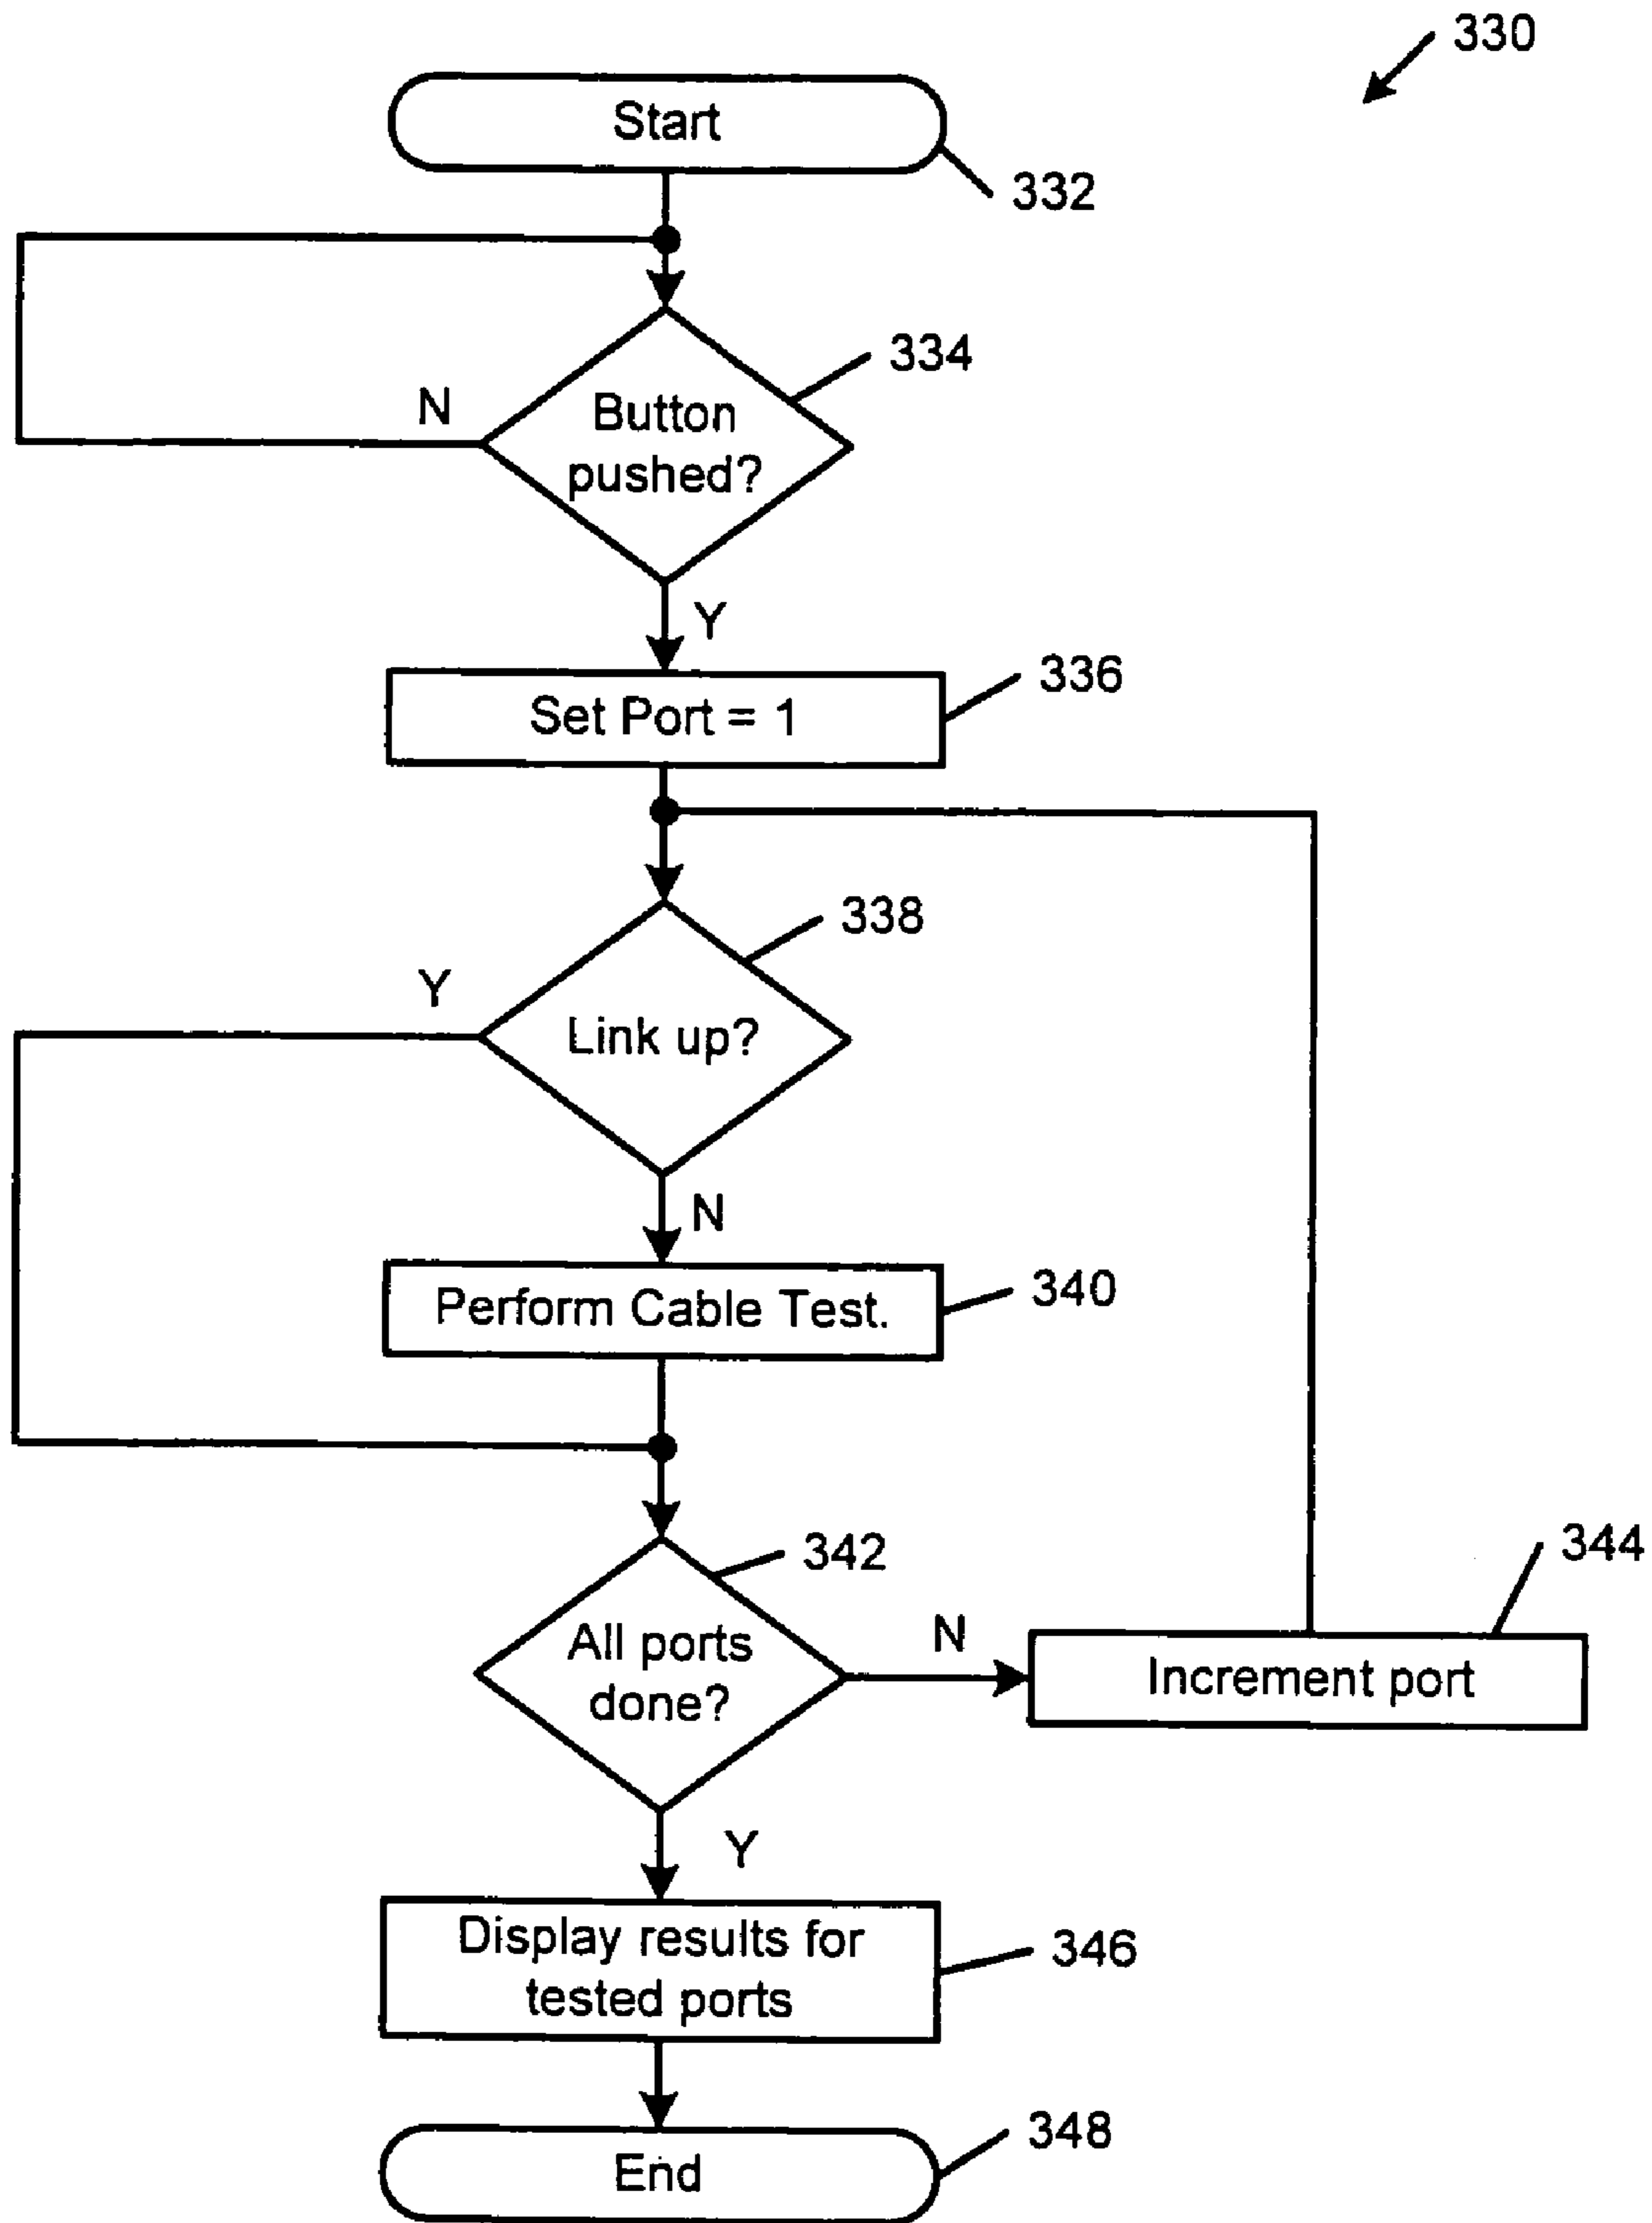 330
Start
332
334
N
Button
pushed?
Y
336
Set Port = 1
338
Y
Link up?
N
340
Perform Cable Test.
342
344
All ports
done?
N
Increment port
Y
Display results for
tested ports
346
348
End